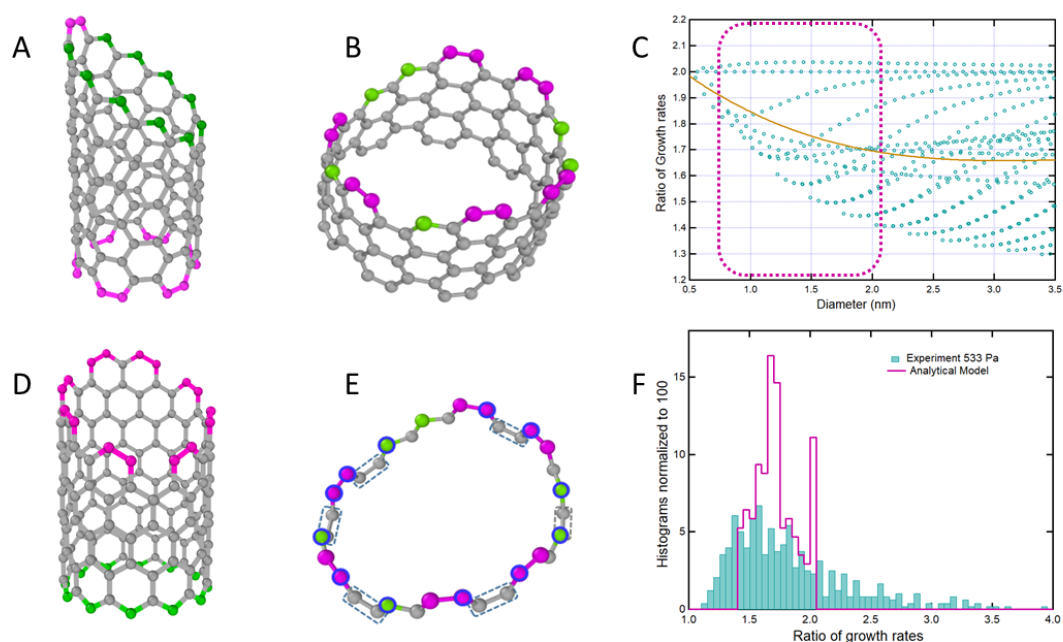 A
B
C
2.2
2.1
2.0
1.9
1.8
1.7
1.6
1.5
1.4
1.3
1.2
Ratio of Growth rates
0.5
1.0
1.5
2.0
2.5
3.0
3.5
Diameter (nm)
D
E
F
Experiment 533 Pa
Analytical Model
15
10
5
0
Histograms normalized to 100
1.0
1.5
2.0
2.5
3.0
3.5
4.0
Ratio of growth rates